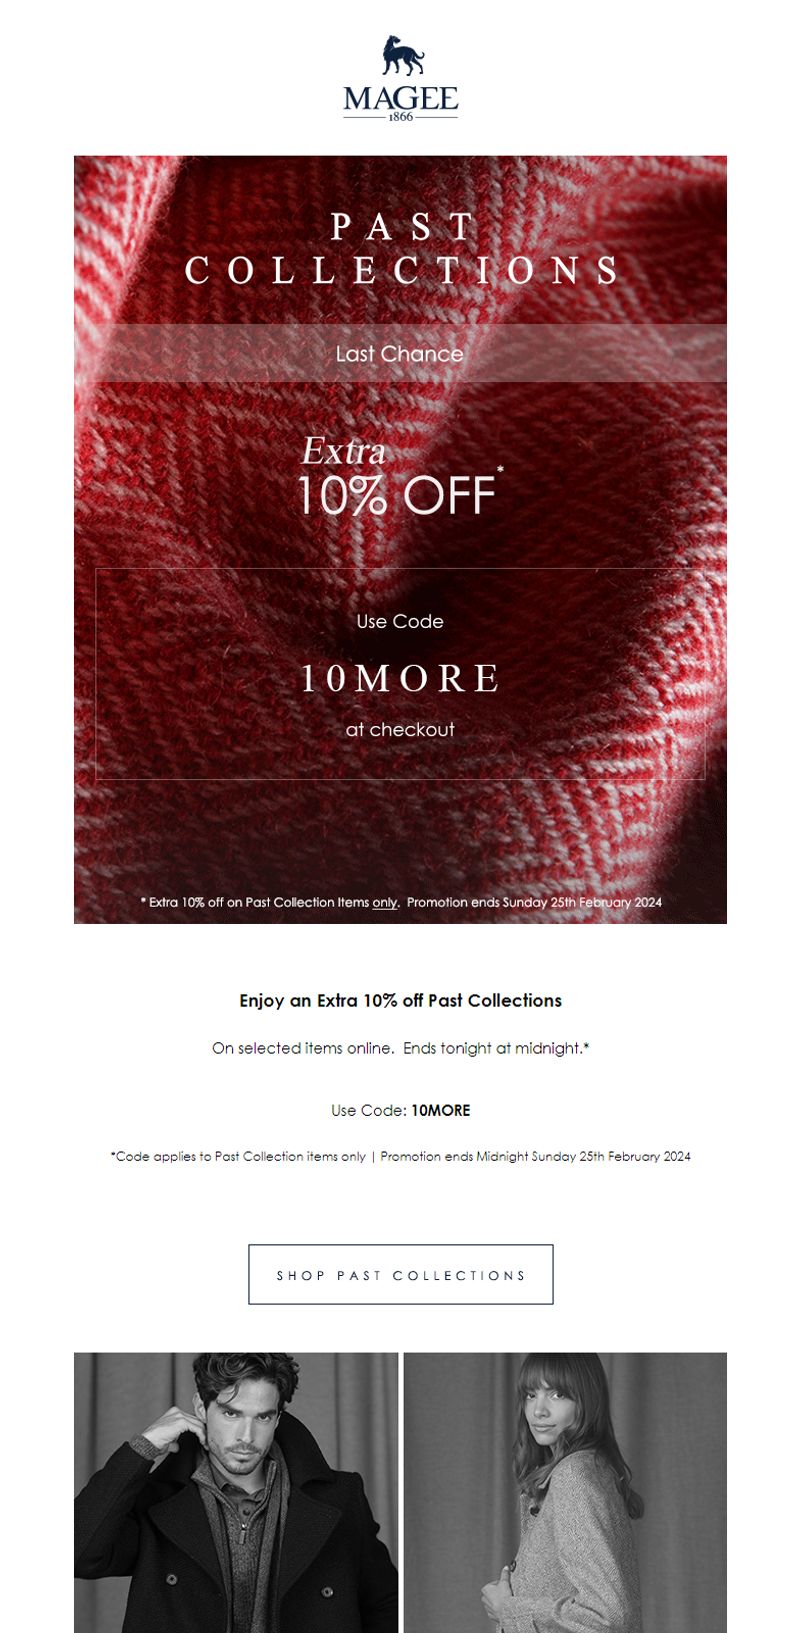 MAGEE
1866
PAST
COLLECTIONS
Last Chance
Extra
10% OFF*
Use Code
10MORE
at checkout
* Extra 10% off on Past Collection Items only.  Promotion ends Sunday 25th February 2024
Enjoy an Extra 10% off Past Collections
On selected items online.  Ends tonight at midnight.*
Use Code: 10MORE
*Code applies to Past Collection items only | Promotion ends Midnight Sunday 25th February 2024
SHOP PAST COLLECTIONS